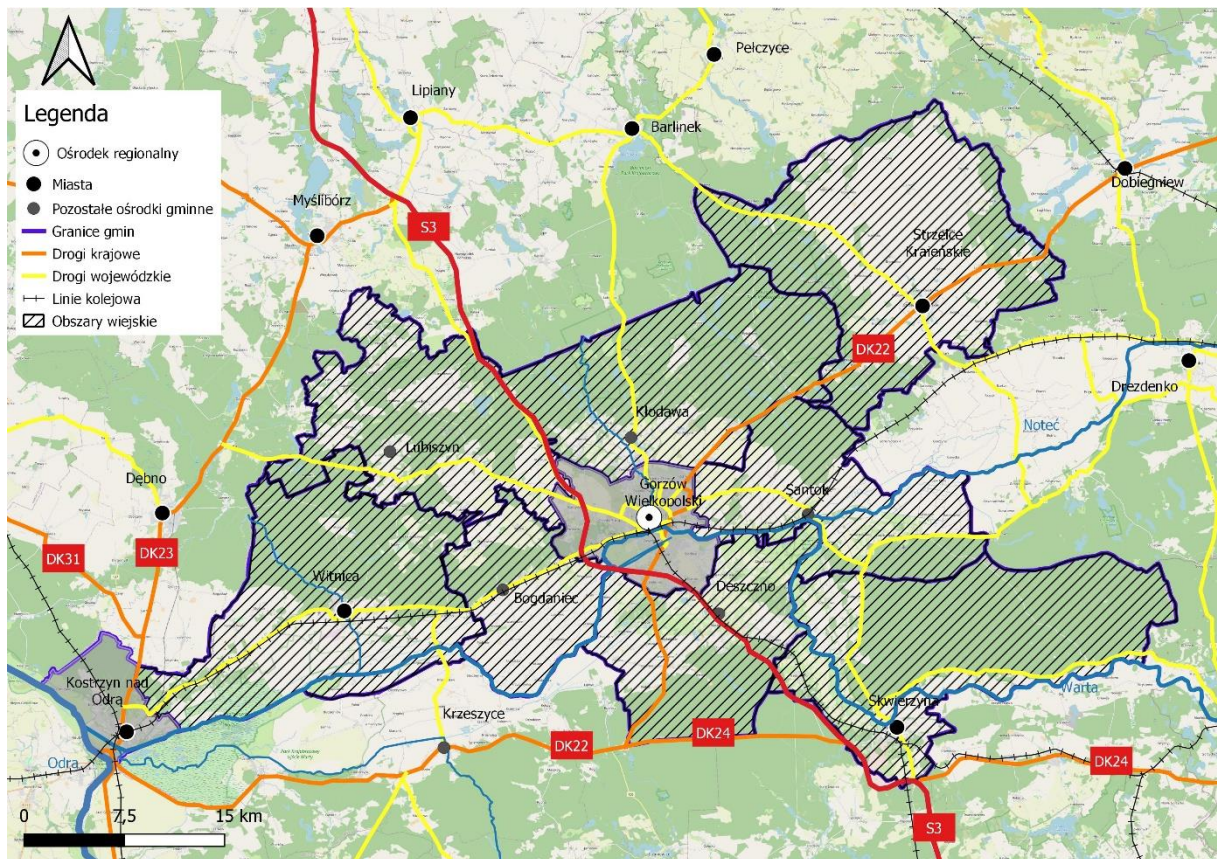 Legenda
Ośrodek regionalny
Miasta
Pozostałe ośrodki gminne
Granice gmin
Drogi krajowe
Drogi wojewódzkie
Linie kolejowa
Obszary wiejskie
Pełczyce
Lipiany
Barlinek
Dobiegniew
Myślibórz
S3
Strzelce
Krajeńskie
DK22
Drezdenko
Kłodawa
Noteć
Lubiszyn
Dębno
Gorzów
Wielkopolski
Santok
DK31
DK23
Witnica
Bogdaniec
Deszczno
Kostrzyn nad
Odrą
Skwierzyna
Warta
Krzeszyce
DK22
DK24
DK24
Odra
0
7,5
15 km
S3